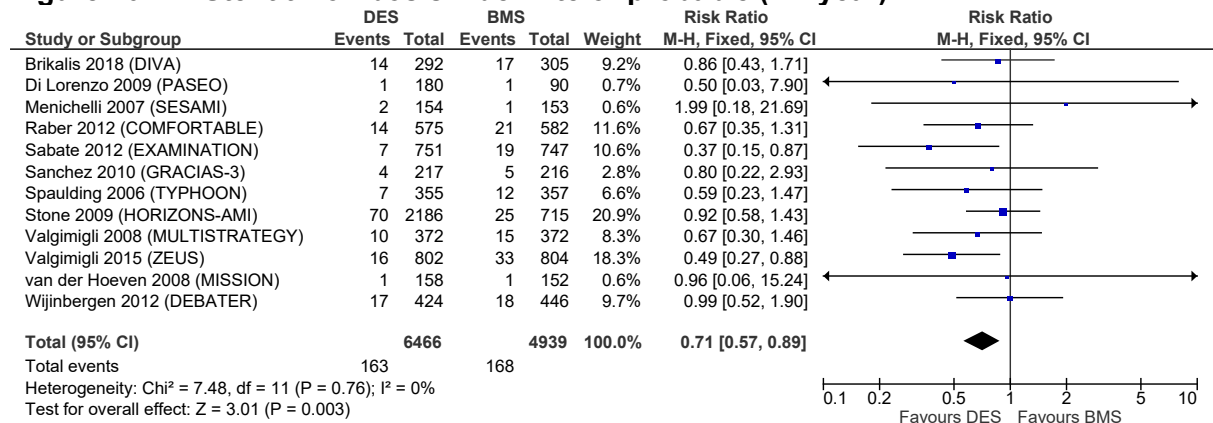 DES BMS Risk Ratio Risk Ratio
Study or Subgroup Events Total Events Total Weight M-H, Fixed, 95% CI M-H, Fixed, 95% CI
Brikalis 2018 (DIVA) 14 292 17 305 9.2% 0.86 [0.43, 1.71]
Di Lorenzo 2009 (PASEO) 1 180 1 90 0.7% 0.50 [0.03, 7.90]
Menichelli 2007 (SESAMI) 2 154 1 153 0.6% 1.99 [0.18, 21.69]
Raber 2012 (COMFORTABLE) 14 575 21 582 11.6% 0.67 [0.35, 1.31]
Sabate 2012 (EXAMINATION) 7 751 19 747 10.6% 0.37 [0.15, 0.87]
Sanchez 2010 (GRACIAS-3) 4 217 5 216 2.8% 0.80 [0.22, 2.93]
Spaulding 2006 (TYPHOON) 7 355 12 357 6.6% 0.59 [0.23, 1.47]
Stone 2009 (HORIZONS-AMI) 70 2186 25 715 20.9% 0.92 [0.58, 1.43]
Valgimigli 2008 (MULTISTRATEGY) 10 372 15 372 8.3% 0.67 [0.30, 1.46]
Valgimigli 2015 (ZEUS) 16 802 33 804 18.3% 0.49 [0.27, 0.88]
van der Hoeven 2008 (MISSION) 1 158 1 152 0.6% 0.96 [0.06, 15.24]
Wijinbergen 2012 (DEBATER) 17 424 18 446 9.7% 0.99 [0.52, 1.90]
Total (95% CI) 6466 4939 100.0% 0.71 [0.57, 0.89]
Total events 163 168
Heterogeneity: Chi² = 7.48, df = 11 (P = 0.76); I² = 0%
Test for overall effect: Z = 3.01 (P = 0.003)
0.1 0.2 0.5 1 2 5 10
Favours DES Favours BMS